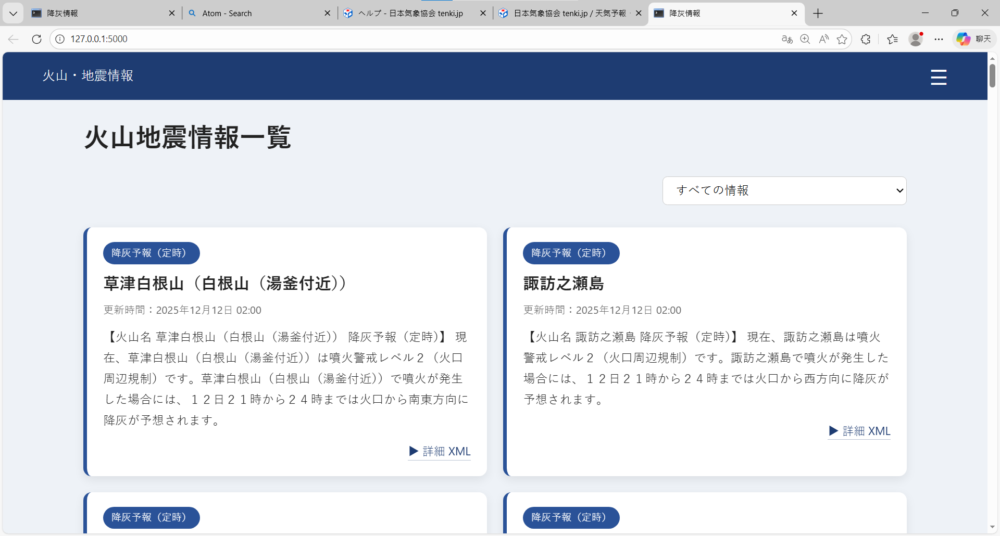 降灰情報
Atom - Search
ヘルプ - 日本気象協会 tenki.jp
日本気象協会 tenki.jp / 天気予報
降灰情報
127.0.0.1:5000
聊天
火山・地震情報
火山地震情報一覧
すべての情報
降灰予報（定時）
草津白根山（白根山（湯釜付近））
更新時間：2025年12月12日 02:00
【火山名 草津白根山（白根山（湯釜付近）） 降灰予報（定時）】 現
在、草津白根山（白根山（湯釜付近））は噴火警戒レベル２（火口
周辺規制）です。草津白根山（白根山（湯釜付近））で噴火が発生
した場合には、１２日２１時から２４時までは火口から南東方向に
降灰が予想されます。
▶ 詳細 XML
降灰予報（定時）
諏訪之瀬島
更新時間：2025年12月12日 02:00
【火山名 諏訪之瀬島 降灰予報（定時）】 現在、諏訪之瀬島は噴火
警戒レベル２（火口周辺規制）です。諏訪之瀬島で噴火が発生した
場合には、１２日２１時から２４時までは火口から西方向に降灰が
予想されます。
▶ 詳細 XML
降灰予報（定時）
降灰予報（定時）